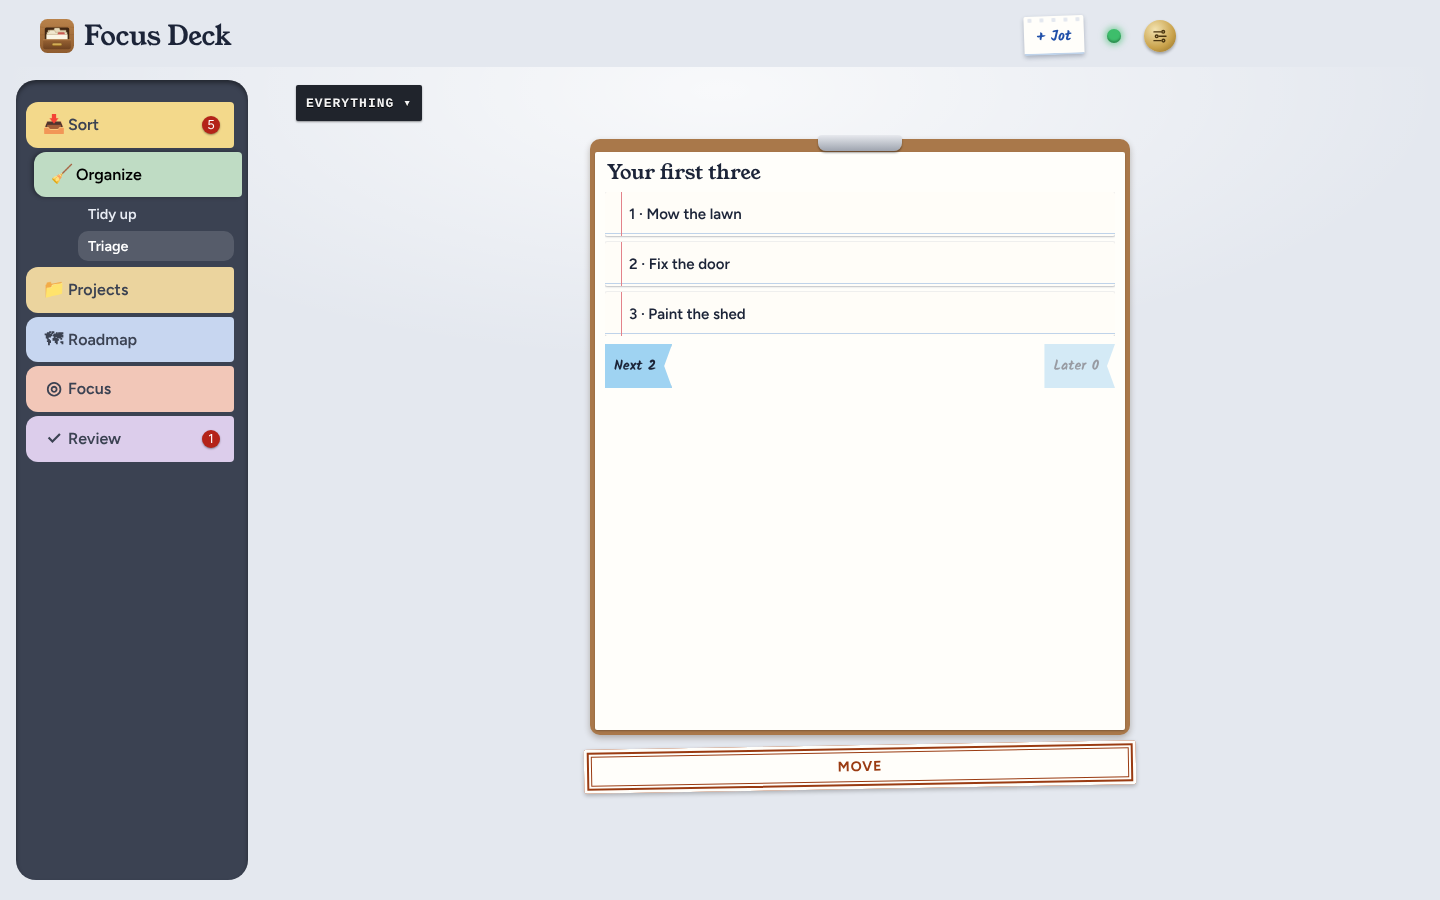 Focus Deck
+ Jot
EVERYTHING ▾
Sort 5
Organize
Tidy up
Triage
Projects
Roadmap
Focus
Review 1
Your first three
1 · Mow the lawn
2 · Fix the door
3 · Paint the shed
Next 2
Later 0
MOVE